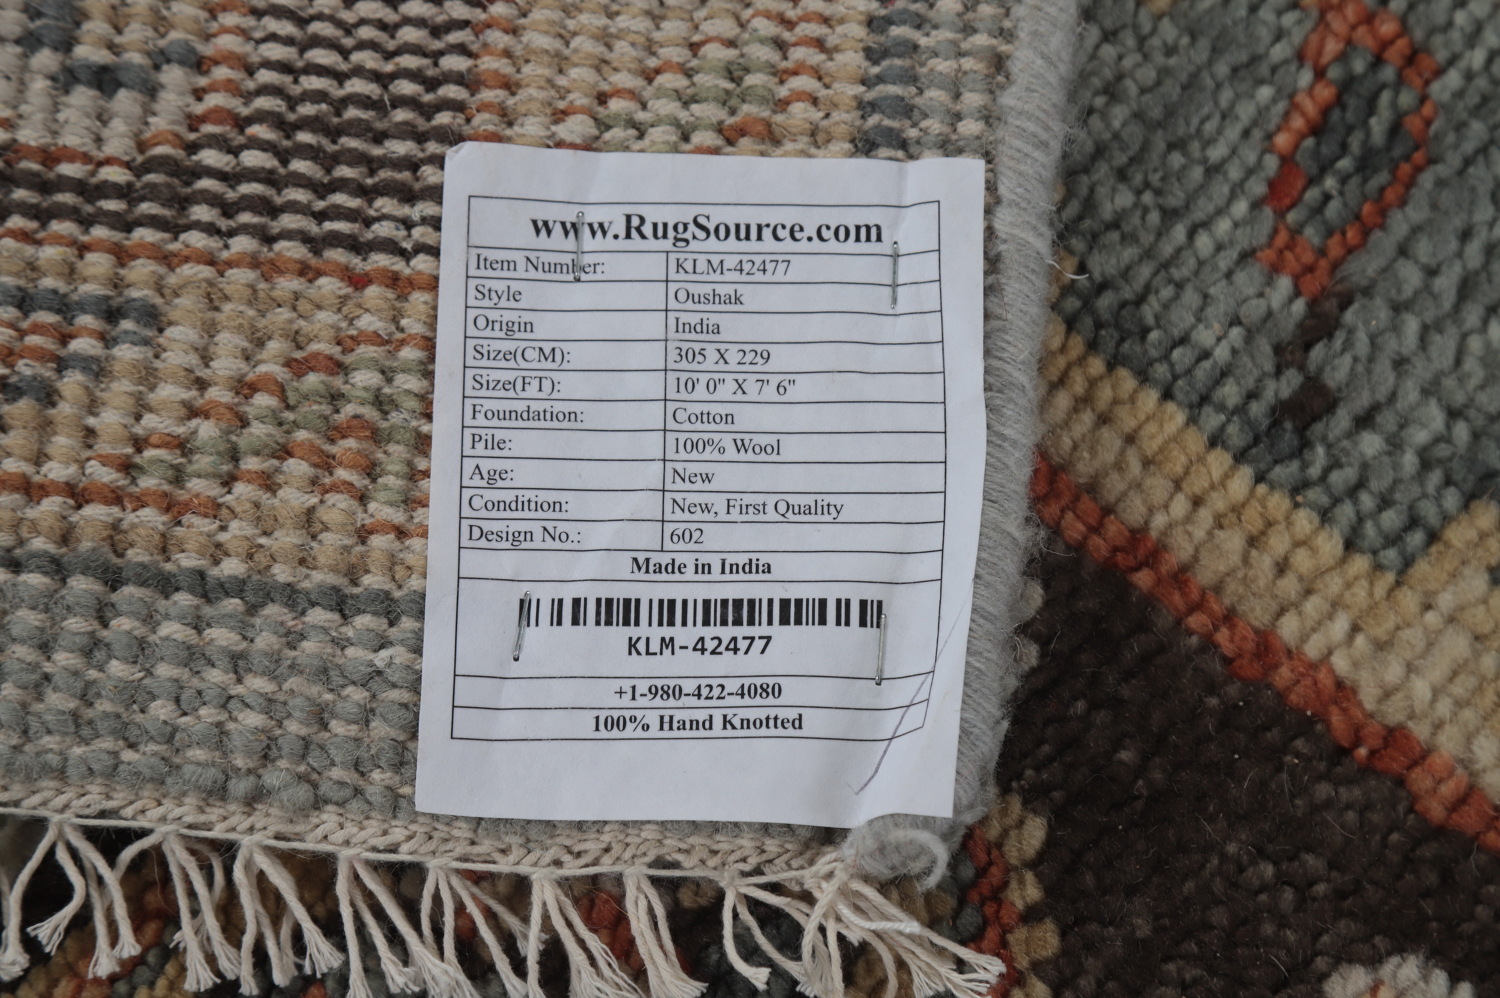 www.RugSource.com
Item Number: KLM-42477
Style Oushak
Origin India
Size(CM): 305 X 229
Size(FT): 10' 0" X 7' 6"
Foundation: Cotton
Pile: 100% Wool
Age: New
Condition: New, First Quality
Design No.: 602
Made in India
KLM-42477
+1-980-422-4080
100% Hand Knotted